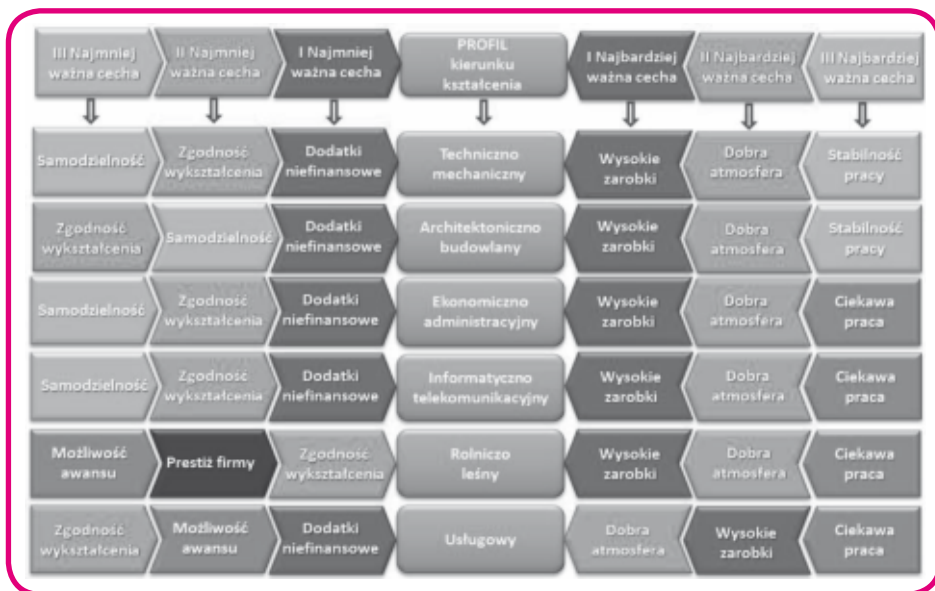 III Najmniej ważna cecha
II Najmniej ważna cecha
I Najmniej ważna cecha
PROFIL kierunku kształcenia
I Najbardziej ważna cecha
II Najbardziej ważna cecha
III Najbardziej ważna cecha
Samodzielność
Zgodność wykształcenia
Dodatki niefinansowe
Techniczno mechaniczny
Wysokie zarobki
Dobra atmosfera
Stabilność pracy
Zgodność wykształcenia
Samodzielność
Dodatki niefinansowe
Architektoniczno budowlany
Wysokie zarobki
Dobra atmosfera
Stabilność pracy
Samodzielność
Zgodność wykształcenia
Dodatki niefinansowe
Ekonomiczno administracyjny
Wysokie zarobki
Dobra atmosfera
Ciekawa praca
Samodzielność
Zgodność wykształcenia
Dodatki niefinansowe
Informatyczno telekomunikacyjny
Wysokie zarobki
Dobra atmosfera
Ciekawa praca
Możliwość awansu
Prestiż firmy
Zgodność wykształcenia
Rolniczo leśny
Wysokie zarobki
Dobra atmosfera
Ciekawa praca
Zgodność wykształcenia
Możliwość awansu
Dodatki niefinansowe
Usługowy
Dobra atmosfera
Wysokie zarobki
Ciekawa praca